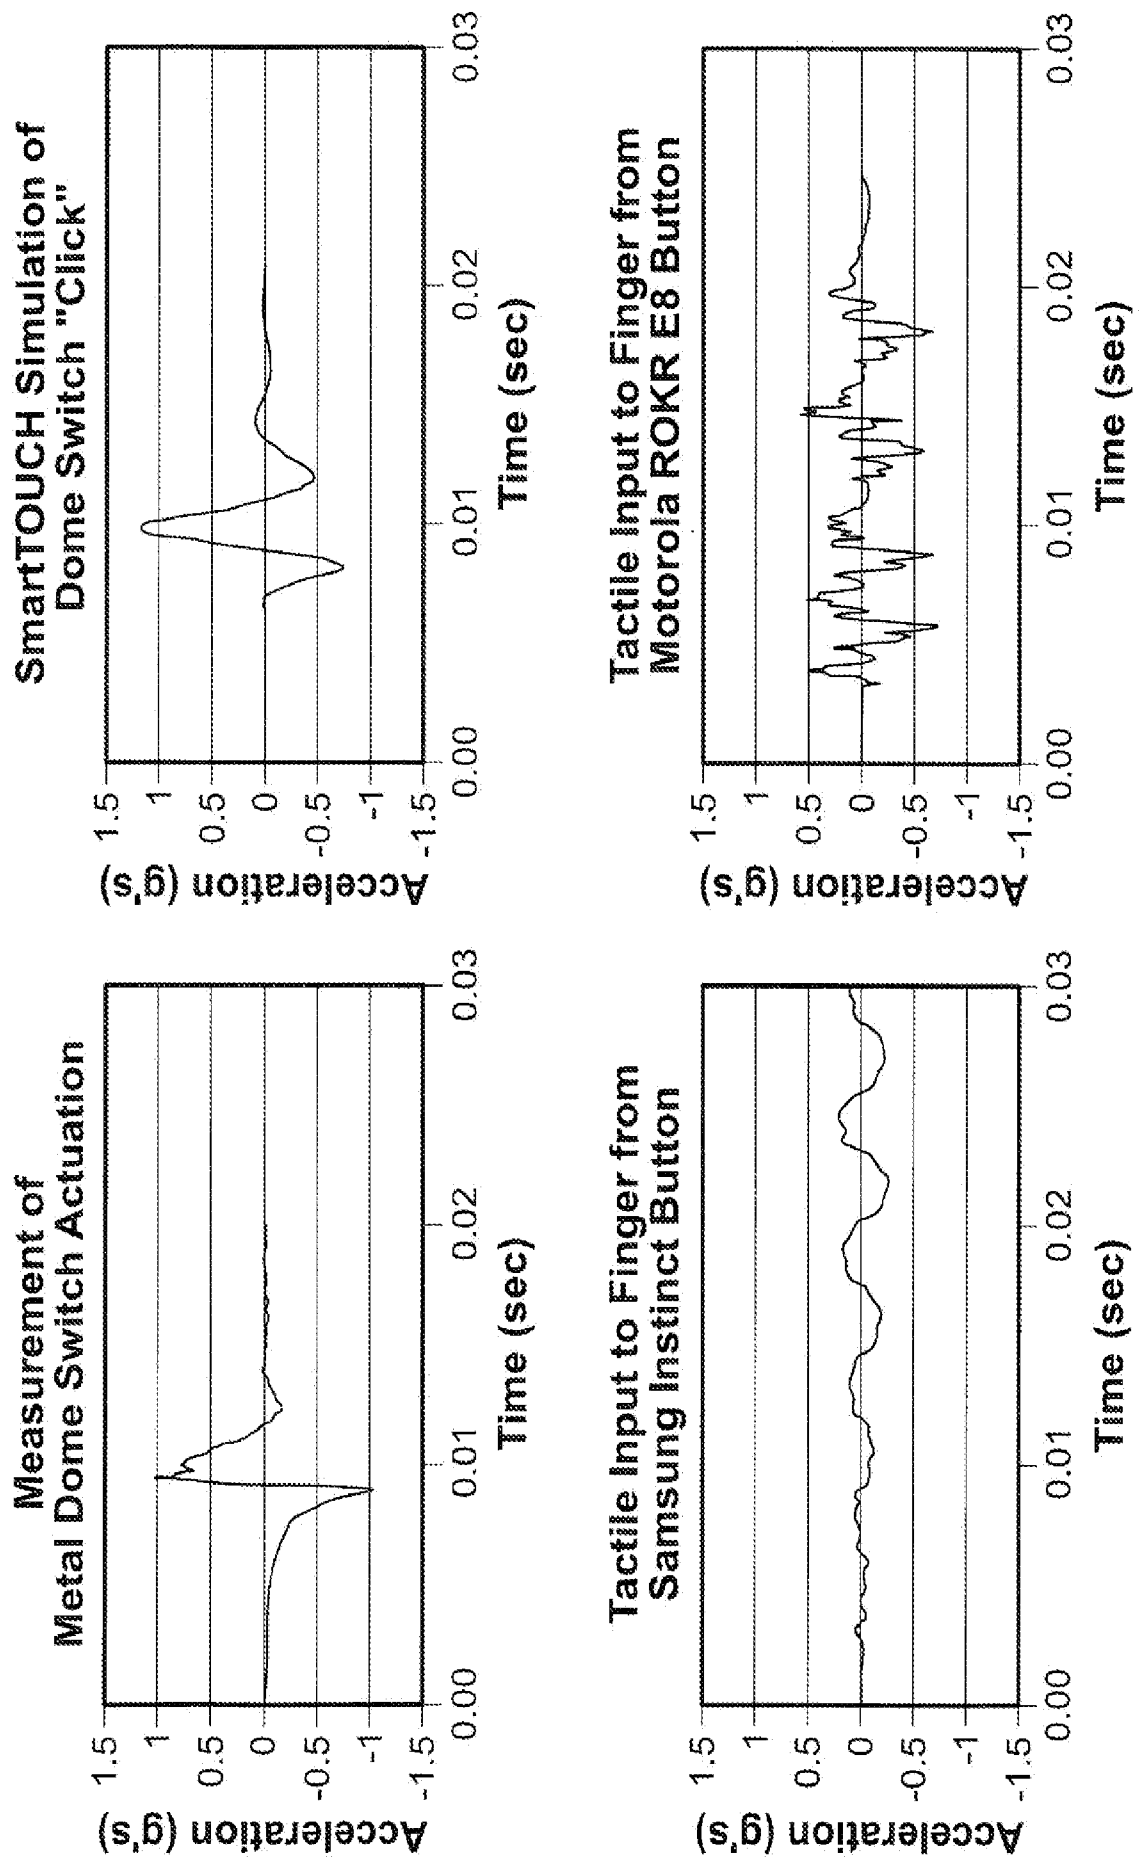 Measurement of
Metal Dome Switch Actuation
Acceleration (g's)
1.5
1
0.5
0
-0.5
-1
-1.5
0.00
0.01
0.02
0.03
Time (sec)
SmartTOUCH Simulation of
Dome Switch "Click"
Acceleration (g's)
1.5
1
0.5
0
-0.5
-1
-1.5
0.00
0.01
0.02
0.03
Time (sec)
Tactile Input to Finger from
Samsung Instinct Button
Acceleration (g's)
1.5
1
0.5
0
-0.5
-1
-1.5
0.00
0.01
0.02
0.03
Time (sec)
Tactile Input to Finger from
Motorola ROKR E8 Button
Acceleration (g's)
1.5
1
0.5
0
-0.5
-1
-1.5
0.00
0.01
0.02
0.03
Time (sec)